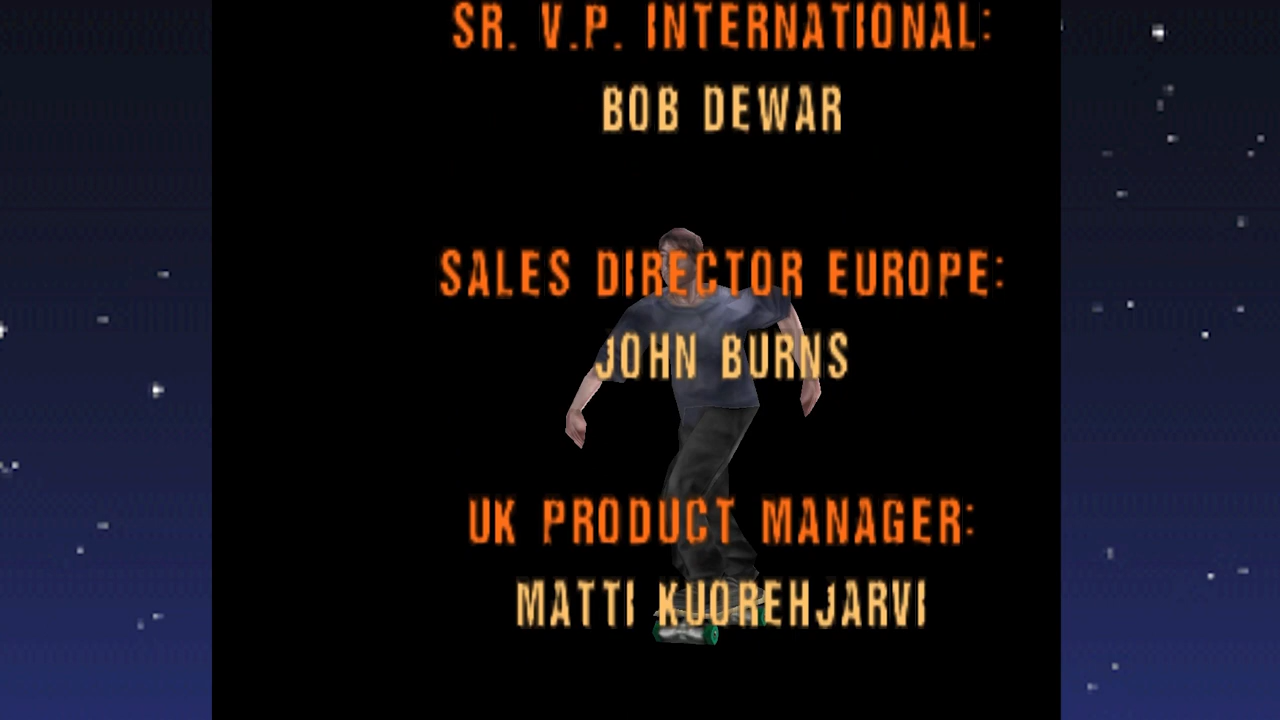 SR. V.P. INTERNATIONAL:
BOB DEWAR
SALES DIRECTOR EUROPE:
JOHN BURNS
UK PRODUCT MANAGER:
MATTI KUOREHJARVI